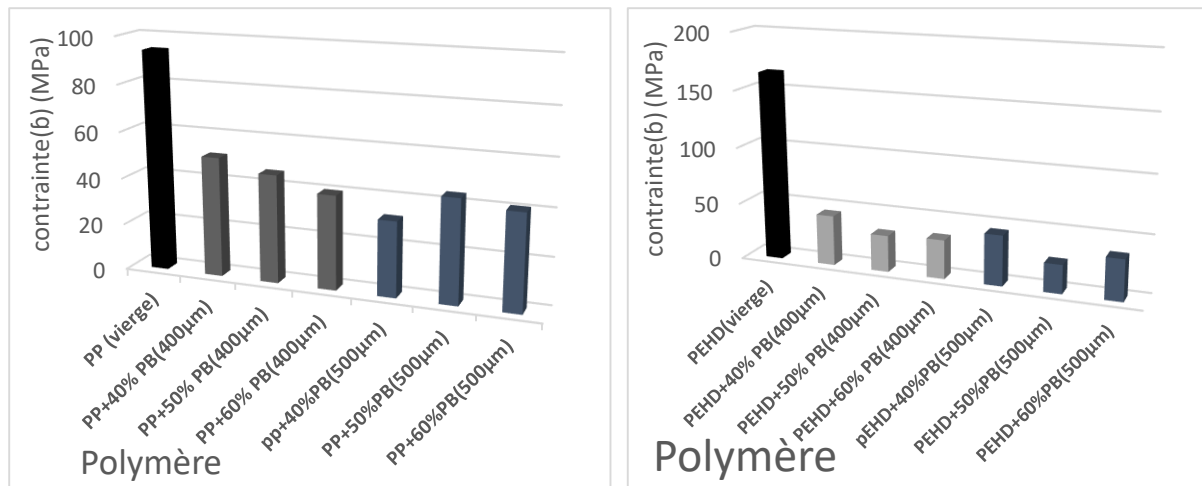 contrainte(b) (MPa)
100
80
60
40
20
0
PP (vierge)
PP+40% PB(400µm)
PP+50% PB(400µm)
PP+60% PB(400µm)
pp+40%PB(500µm)
PP+50%PB(500µm)
PP+60%PB(500µm)
Polymère
contrainte(b) (MPa)
200
150
100
50
0
PEHD(vierge)
PEHD+40% PB(400µm)
PEHD+50% PB(400µm)
PEHD+60% PB(400µm)
pEHD+40%PB(500µm)
PEHD+50%PB(500µm)
PEHD+60%PB(500µm)
Polymère